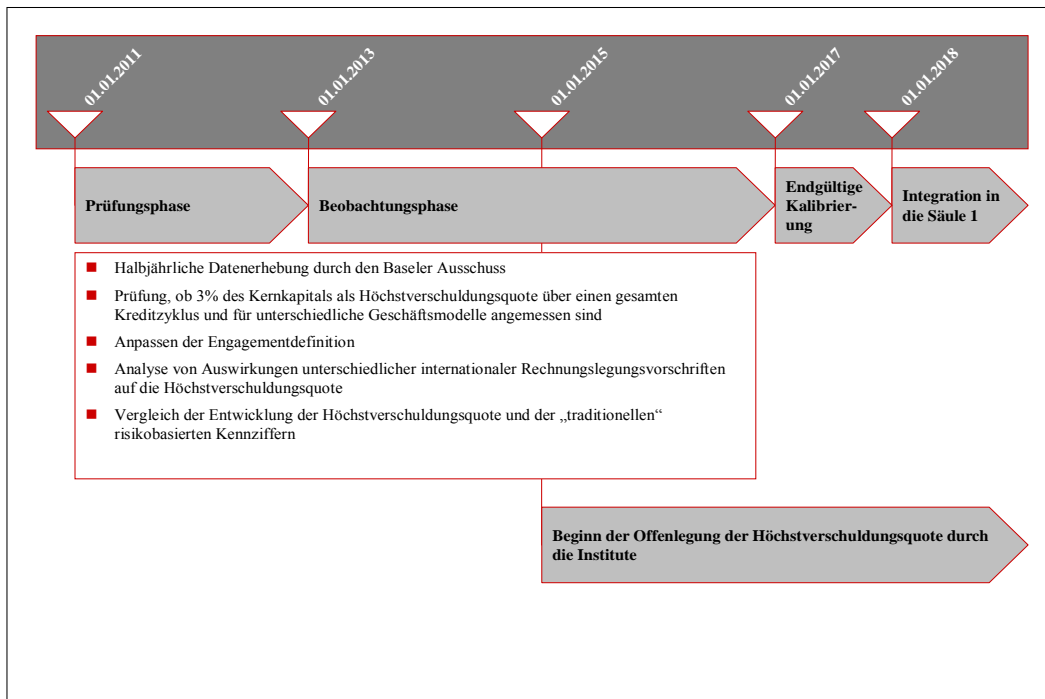 01.01.2011
01.01.2013
01.01.2015
01.01.2017
01.01.2018
Prüfungsphase
Beobachtungsphase
Endgültige
Kalibrier-
ung
Integration in
die Säule 1
Halbjährliche Datenerhebung durch den Baseler Ausschuss
Prüfung, ob 3% des Kernkapitals als Höchstverschuldungsquote über einen gesamten
Kreditzyklus und für unterschiedliche Geschäftsmodelle angemessen sind
Anpassen der Engagementdefinition
Analyse von Auswirkungen unterschiedlicher internationaler Rechnungslegungsvorschriften
auf die Höchstverschuldungsquote
Vergleich der Entwicklung der Höchstverschuldungsquote und der „traditionellen“
risikobasierten Kennziffern
Beginn der Offenlegung der Höchstverschuldungsquote durch
die Institute